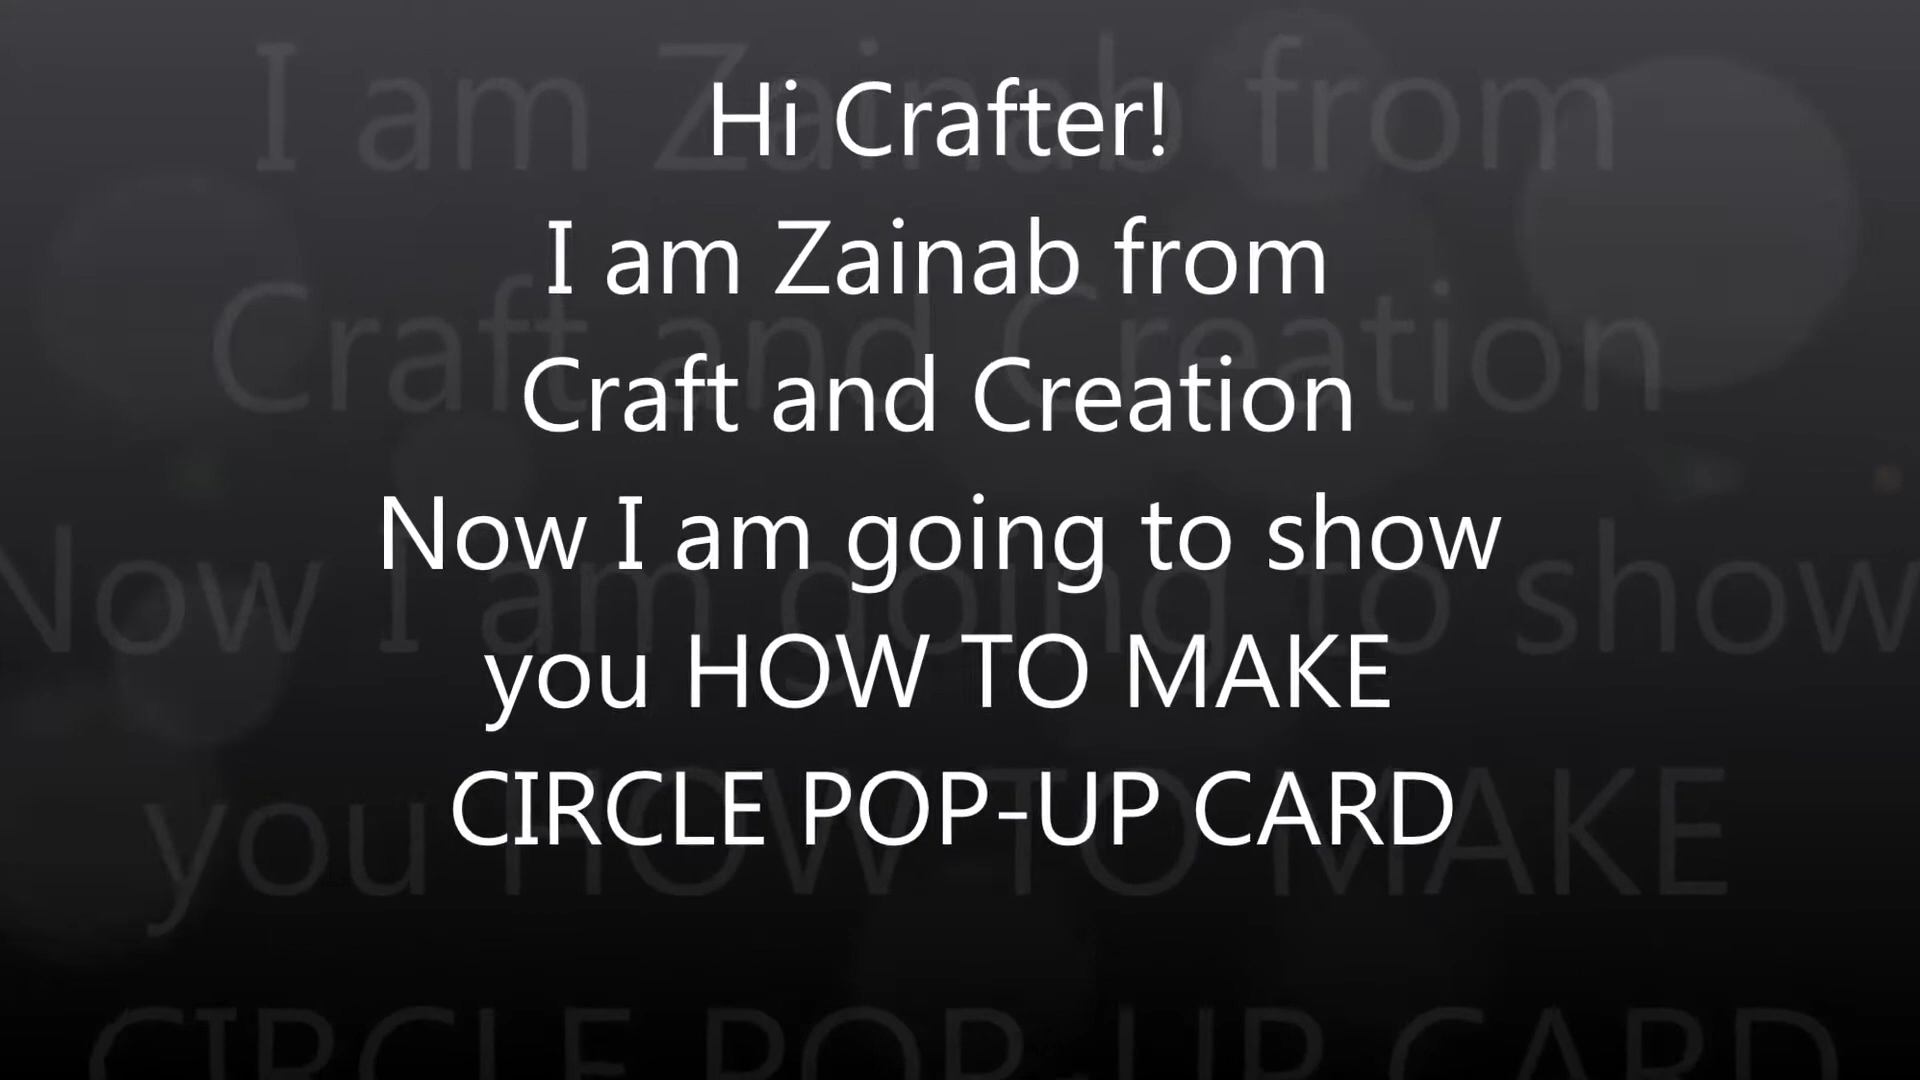 Hi Crafter!
I am Zainab from
Craft and Creation
Now I am going to show
you HOW TO MAKE
CIRCLE POP-UP CARD